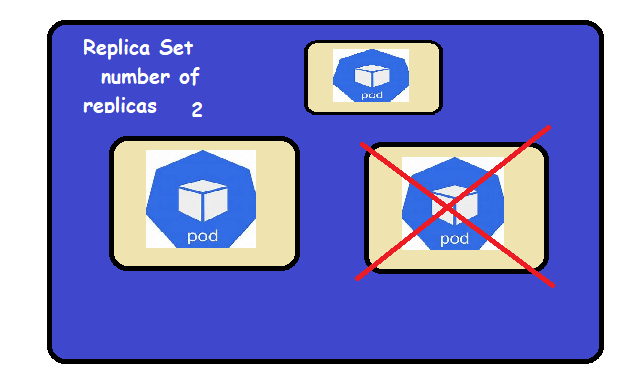 Replica Set
number of
replicas 2
pod
pod
pod